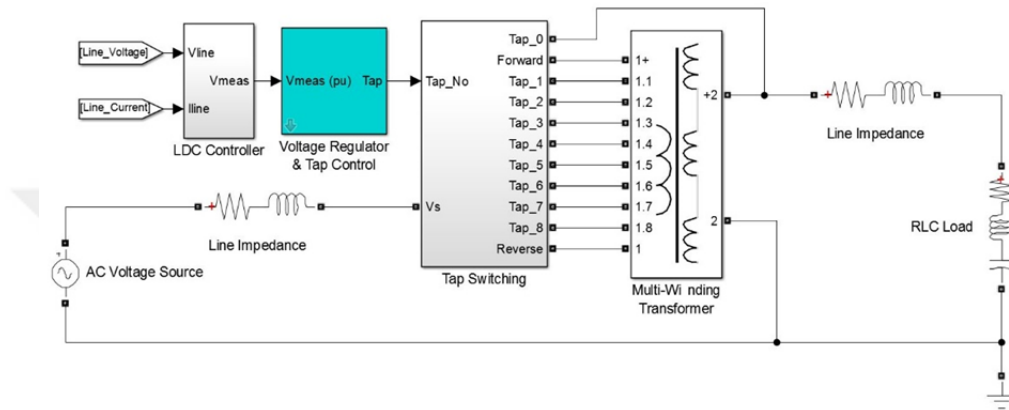 [Line_Voltage]
[Line_Current]
Vline
Iline
Vmeas
LDC Controller
Vmeas (pu)
Tap
Voltage Regulator
& Tap Control
Tap_No
Vs
Tap_0
Forward
Tap_1
Tap_2
Tap_3
Tap_4
Tap_5
Tap_6
Tap_7
Tap_8
Reverse
Tap Switching
1+
1.1
1.2
1.3
1.4
1.5
1.6
1.7
1.8
1
+2
2
Multi-Wi nding
Transformer
Line Impedance
RLC Load
Line Impedance
AC Voltage Source